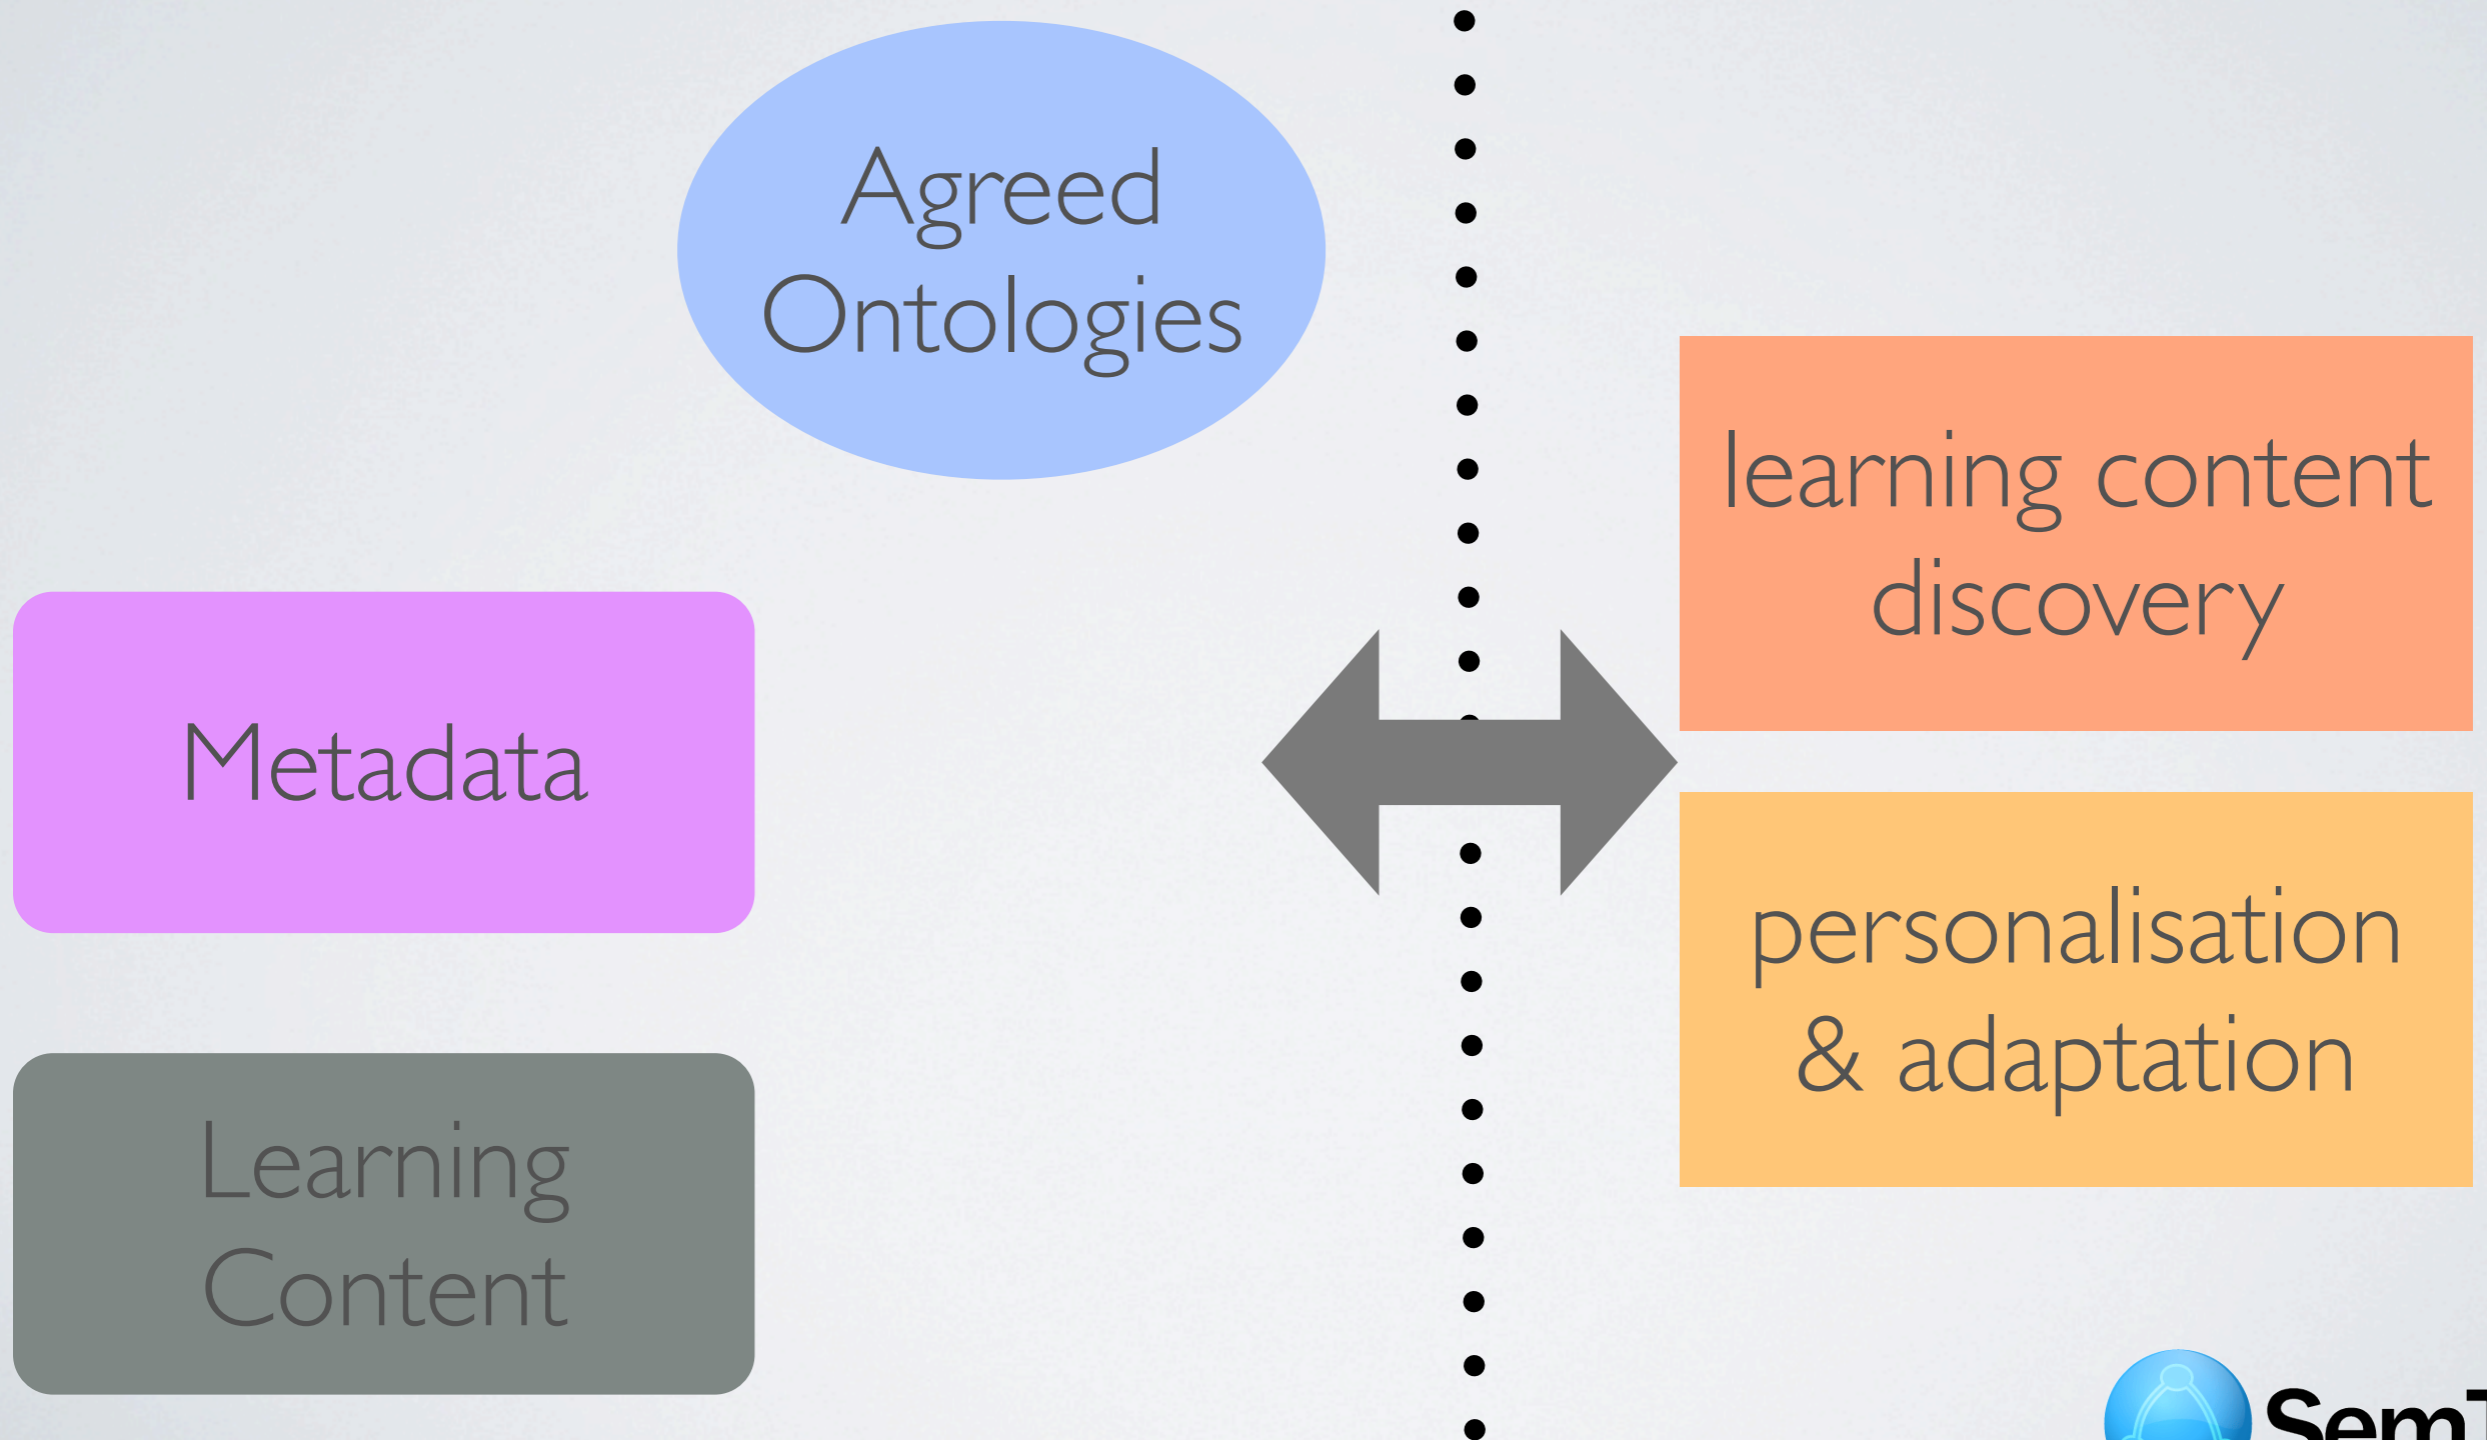 Agreed
Ontologies
learning content
discovery
Metadata
personalisation
& adaptation
Learning
Content